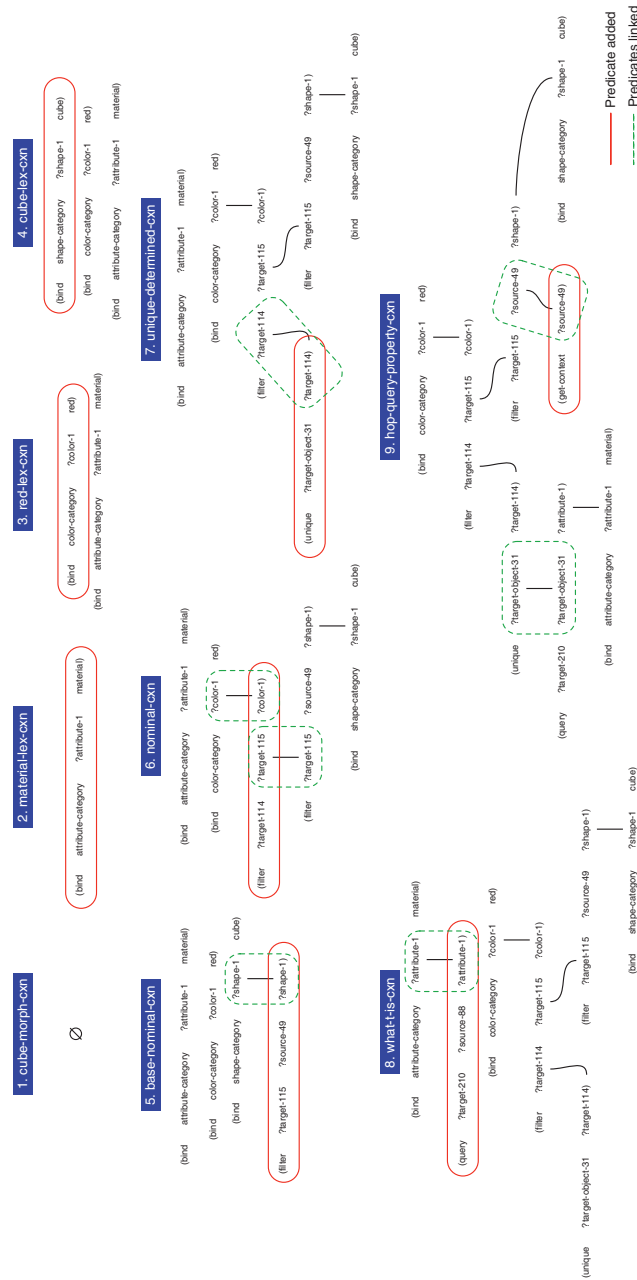 1. cube-morph-cxn
∅
2. material-lex-cxn
(bind attribute-category ?attribute-1 material)
3. red-lex-cxn
(bind color-category ?color-1 red)
(bind attribute-category ?attribute-1 material)
4. cube-lex-cxn
(bind shape-category ?shape-1 cube)
(bind color-category ?color-1 red)
(bind attribute-category ?attribute-1 material)
5. base-nominal-cxn
(bind attribute-category ?attribute-1 material)
(bind color-category ?color-1 red)
(bind shape-category ?shape-1 cube)
(filter ?target-115 ?source-49 ?shape-1)
6. nominal-cxn
(bind attribute-category ?attribute-1 material)
(bind color-category ?color-1 red)
(filter ?target-114 ?target-115 ?color-1)
(filter ?target-115 ?source-49 ?shape-1)
(bind shape-category ?shape-1 cube)
7. unique-determined-cxn
(bind attribute-category ?attribute-1 material)
(bind color-category ?color-1 red)
(filter ?target-114 ?target-115 ?color-1)
(unique ?target-object-31 ?target-114)
(filter ?target-115 ?source-49 ?shape-1)
(bind shape-category ?shape-1 cube)
8. what-t-is-cxn
(bind attribute-category ?attribute-1 material)
(query ?target-210 ?source-88 ?attribute-1)
(bind color-category ?color-1 red)
(filter ?target-114 ?target-115 ?color-1)
(unique ?target-object-31 ?target-114)
(filter ?target-115 ?source-49 ?shape-1)
(bind shape-category ?shape-1 cube)
9. hop-query-property-cxn
(bind color-category ?color-1 red)
(filter ?target-114 ?target-115 ?color-1)
(unique ?target-object-31 ?target-114)
(filter ?target-115 ?source-49 ?shape-1)
(query ?target-210 ?target-object-31 ?attribute-1)
(get-context ?source-49)
(bind attribute-category ?attribute-1 material)
(bind shape-category ?shape-1 cube)
Predicate added
Predicates linked